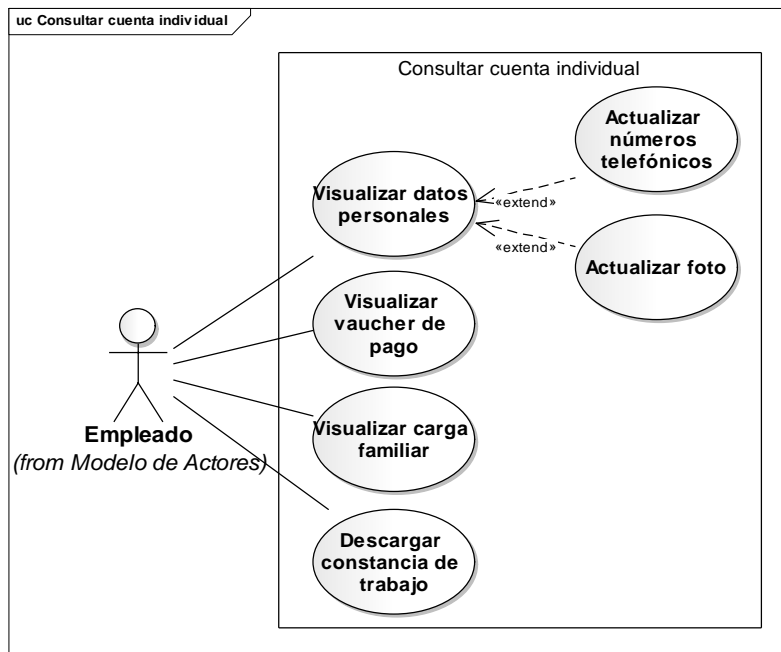 uc Consultar cuenta individual
Consultar cuenta individual
Actualizar
números
telefónicos
Visualizar datos
personales
«extend»
«extend»
Actualizar foto
Visualizar
vaucher de
pago
Empleado
(from Modelo de Actores)
Visualizar carga
familiar
Descargar
constancia de
trabajo